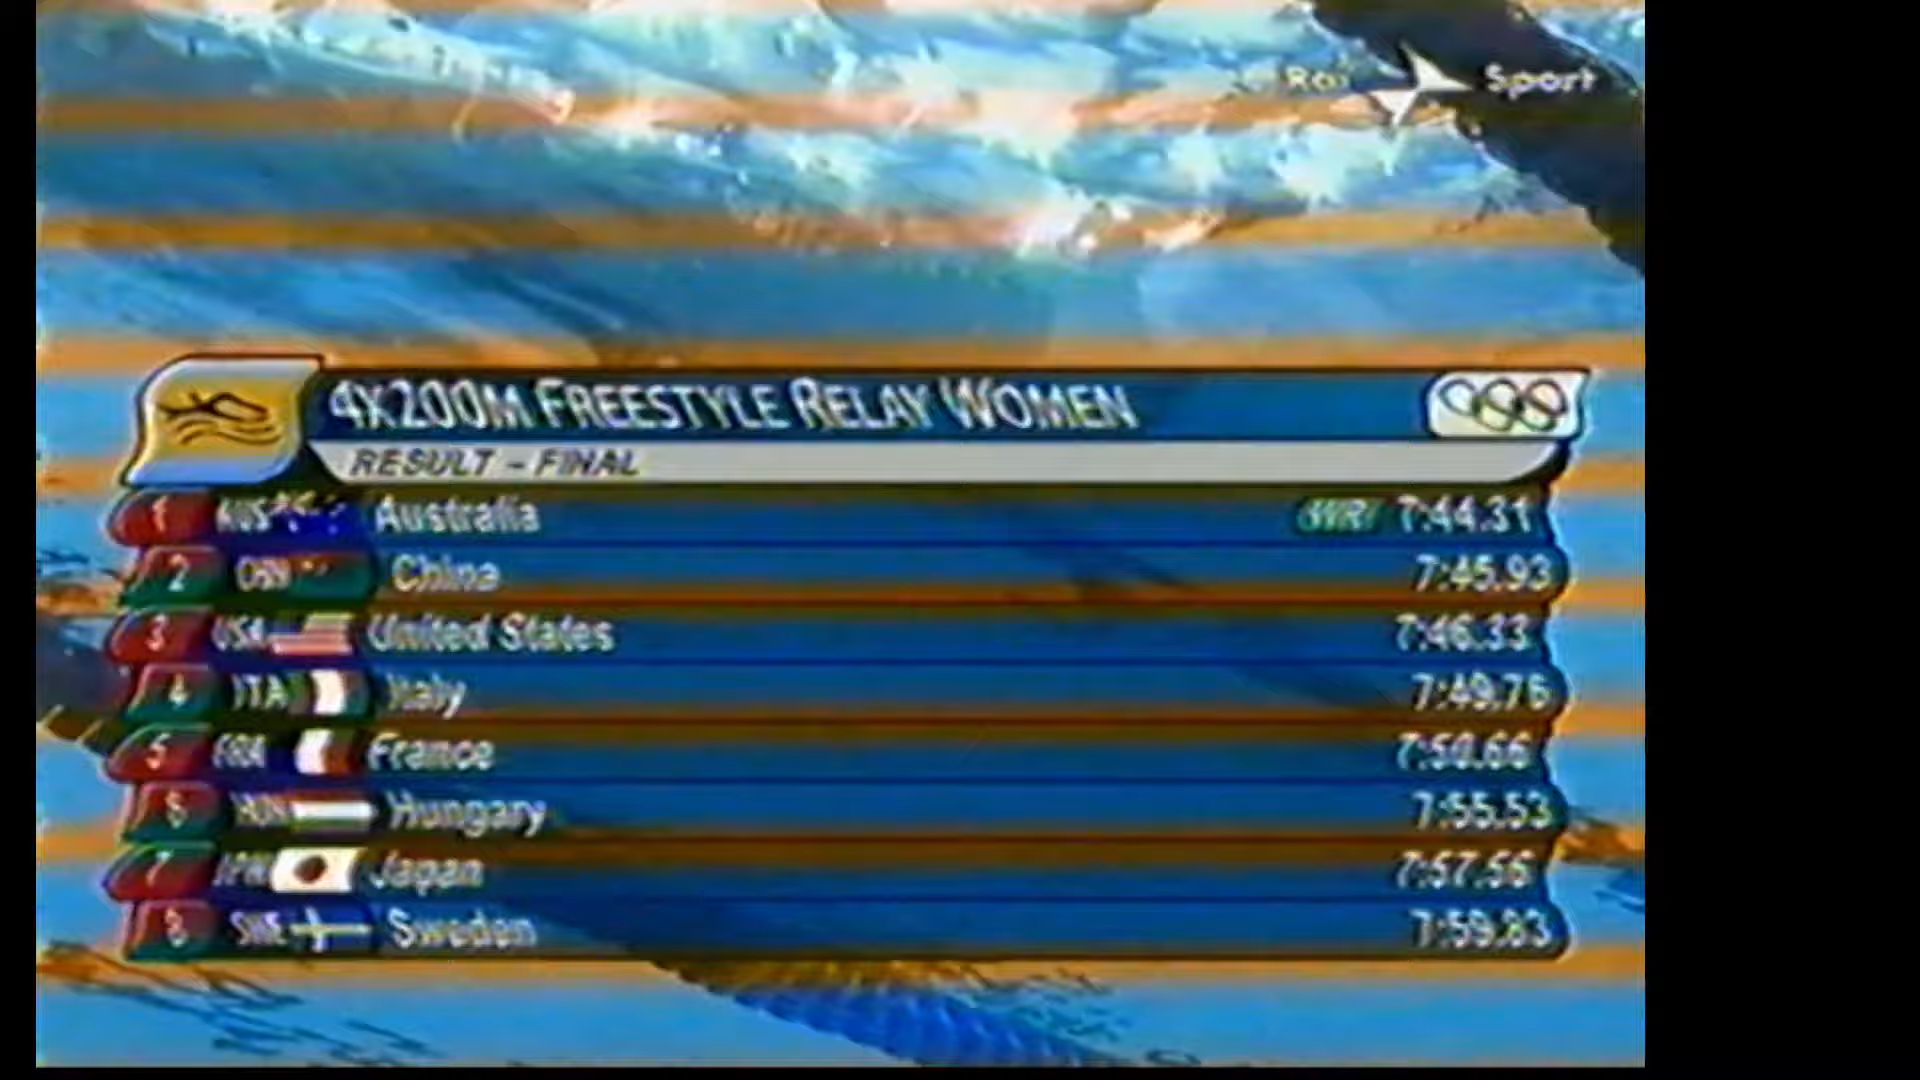 Rai Sport
4X200M FREESTYLE RELAY WOMEN
RESULT - FINAL
1 AUS Australia WR 7:44.31
2 CHN China 7:45.93
3 USA United States 7:46.33
4 ITA Italy 7:49.76
5 FRA France 7:50.66
6 HUN Hungary 7:55.53
7 JPN Japan 7:57.56
8 SWE Sweden 7:59.83